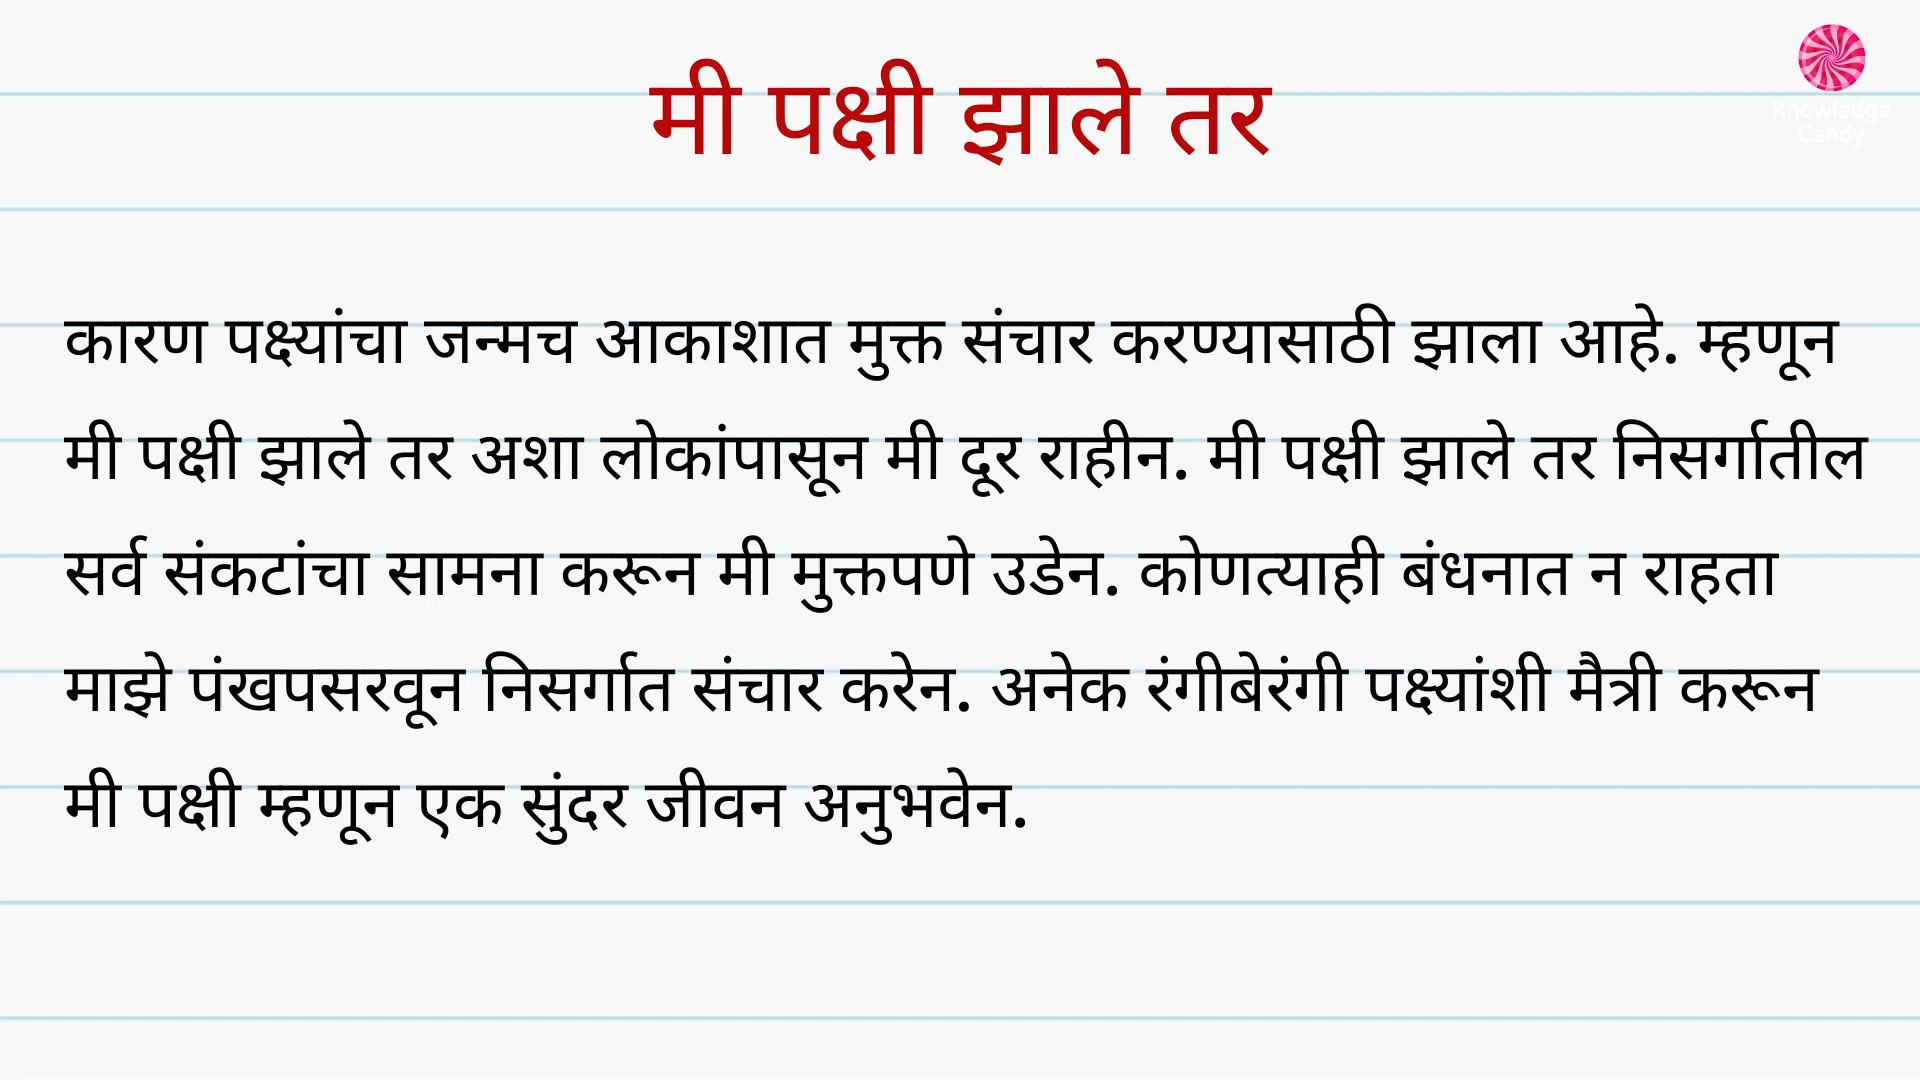 मी पक्षी झाले तर
Knowledge
Candy
कारण पक्ष्यांचा जन्मच आकाशात मुक्त संचार करण्यासाठी झाला आहे. म्हणून
मी पक्षी झाले तर अशा लोकांपासून मी दूर राहीन. मी पक्षी झाले तर निसर्गातील
सर्व संकटांचा सामना करून मी मुक्तपणे उडेन. कोणत्याही बंधनात न राहता
माझे पंखपसरवून निसर्गात संचार करेन. अनेक रंगीबेरंगी पक्ष्यांशी मैत्री करून
मी पक्षी म्हणून एक सुंदर जीवन अनुभवेन.